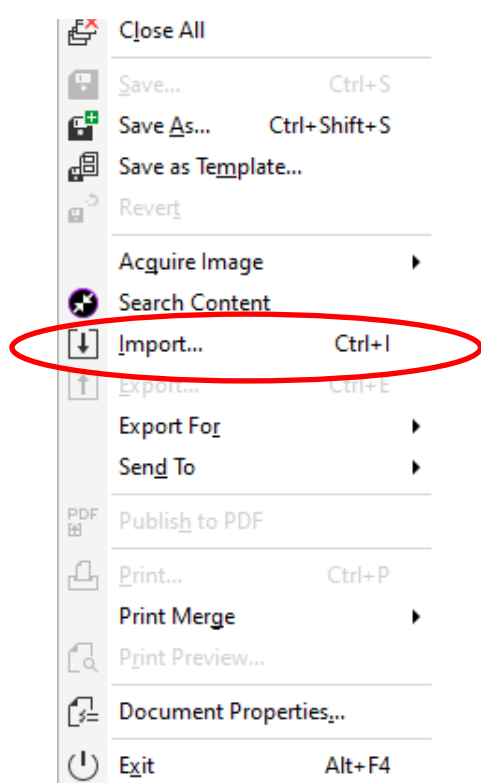 Close All
Save... Ctrl+S
Save As... Ctrl+Shift+S
Save as Template...
Revert
Acquire Image
Search Content
Import... Ctrl+I
Export... Ctrl+E
Export For
Send To
PDF Publish to PDF
Print... Ctrl+P
Print Merge
Print Preview...
Document Properties...
Exit Alt+F4